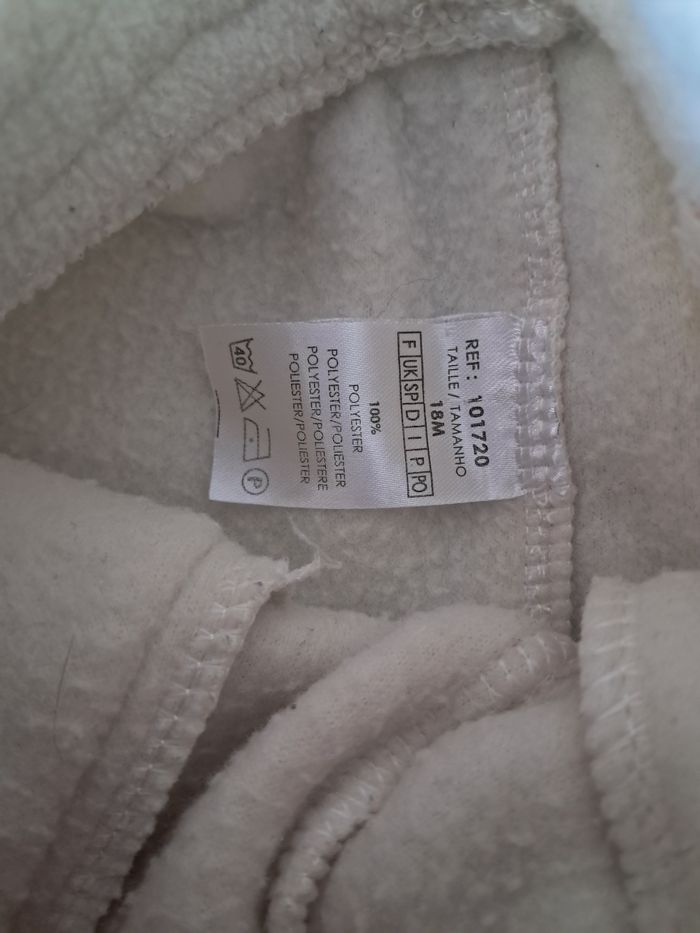 REF: 101720
TAILLE / TAMANHO
18M
F UK SP D I P PO
100%
POLYESTER
POLYESTER/POLIESTER
POLYESTER/POLIESTERE
POLIESTER/POLIESTER
40
P